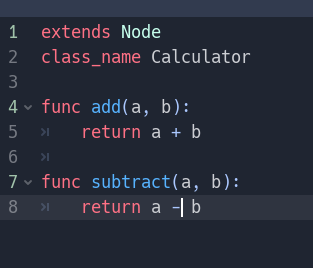 1 extends Node
2 class_name Calculator
3
4 func add(a, b):
5     return a + b
6
7 func subtract(a, b):
8     return a - b